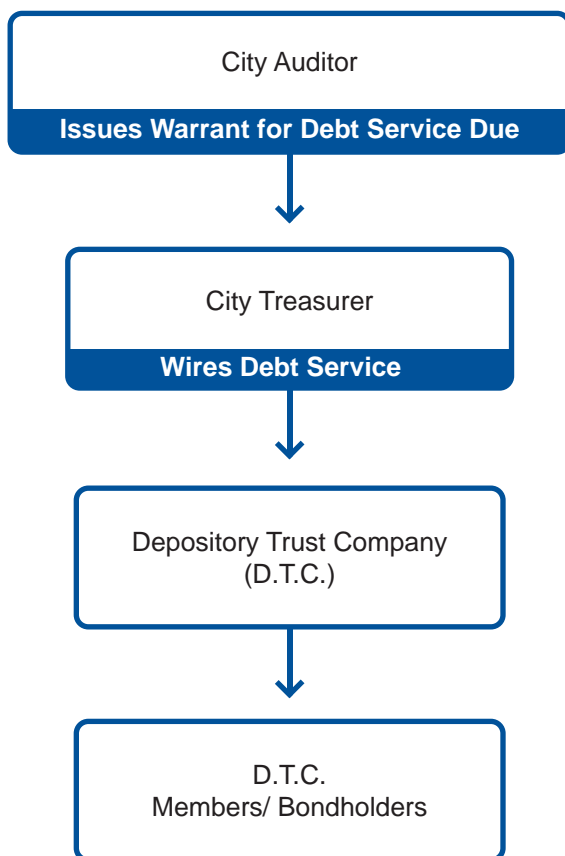 City Auditor
Issues Warrant for Debt Service Due
City Treasurer
Wires Debt Service
Depository Trust Company
(D.T.C.)
D.T.C.
Members/ Bondholders